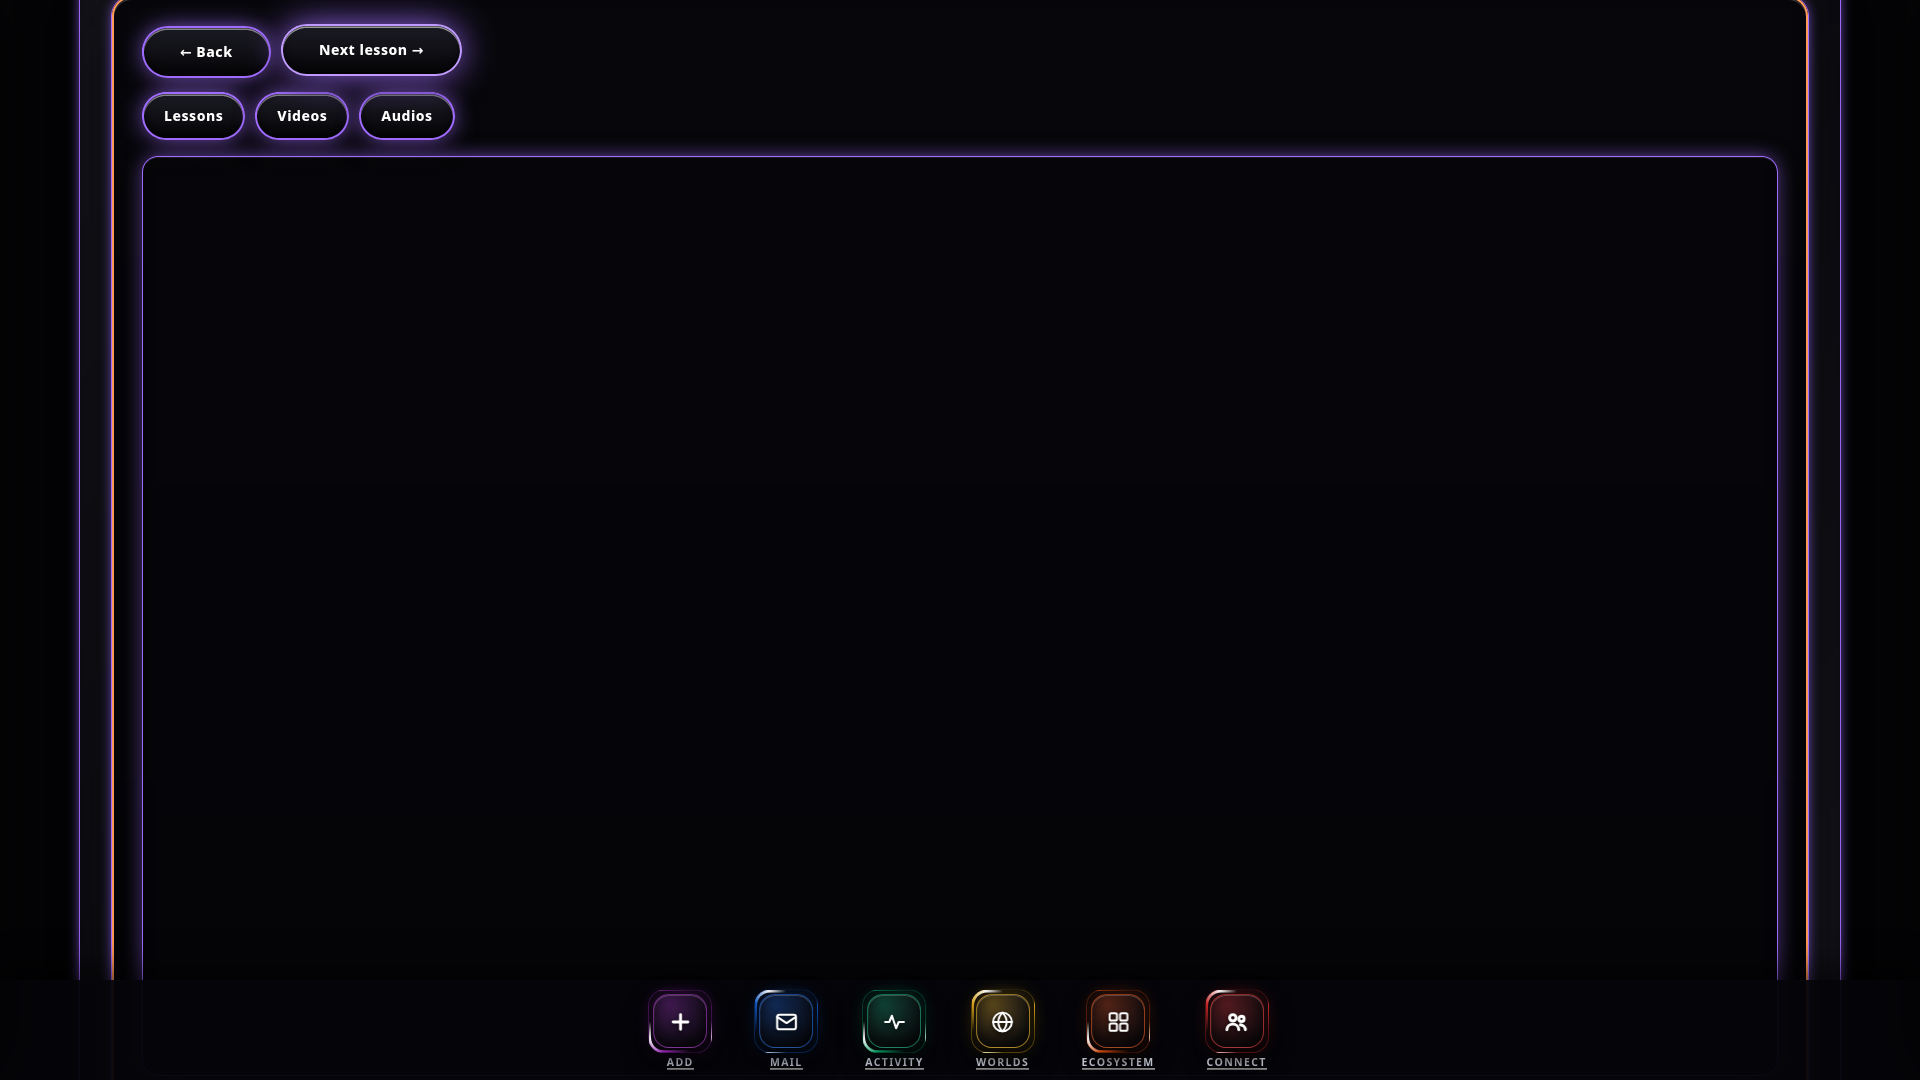 ← Back
Next lesson →
Lessons
Videos
Audios
ADD
MAIL
ACTIVITY
WORLDS
ECOSYSTEM
CONNECT